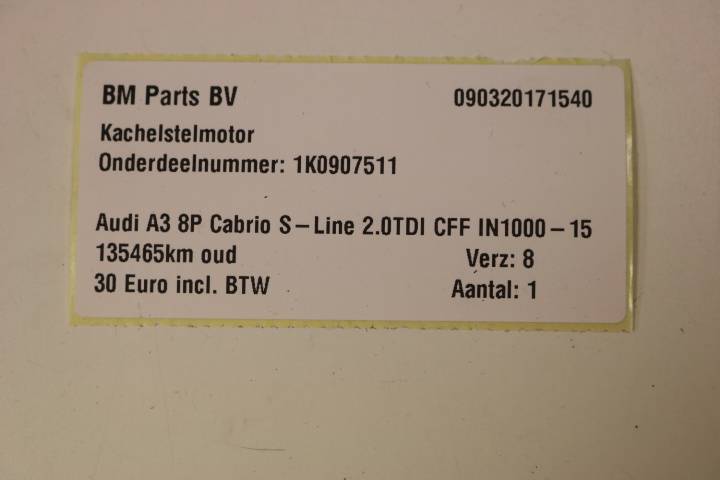 BM Parts BV 090320171540
Kachelstelmotor
Onderdeelnummer: 1K0907511
Audi A3 8P Cabrio S-Line 2.0TDI CFF IN1000-15
135465km oud Verz: 8
30 Euro incl. BTW Aantal: 1